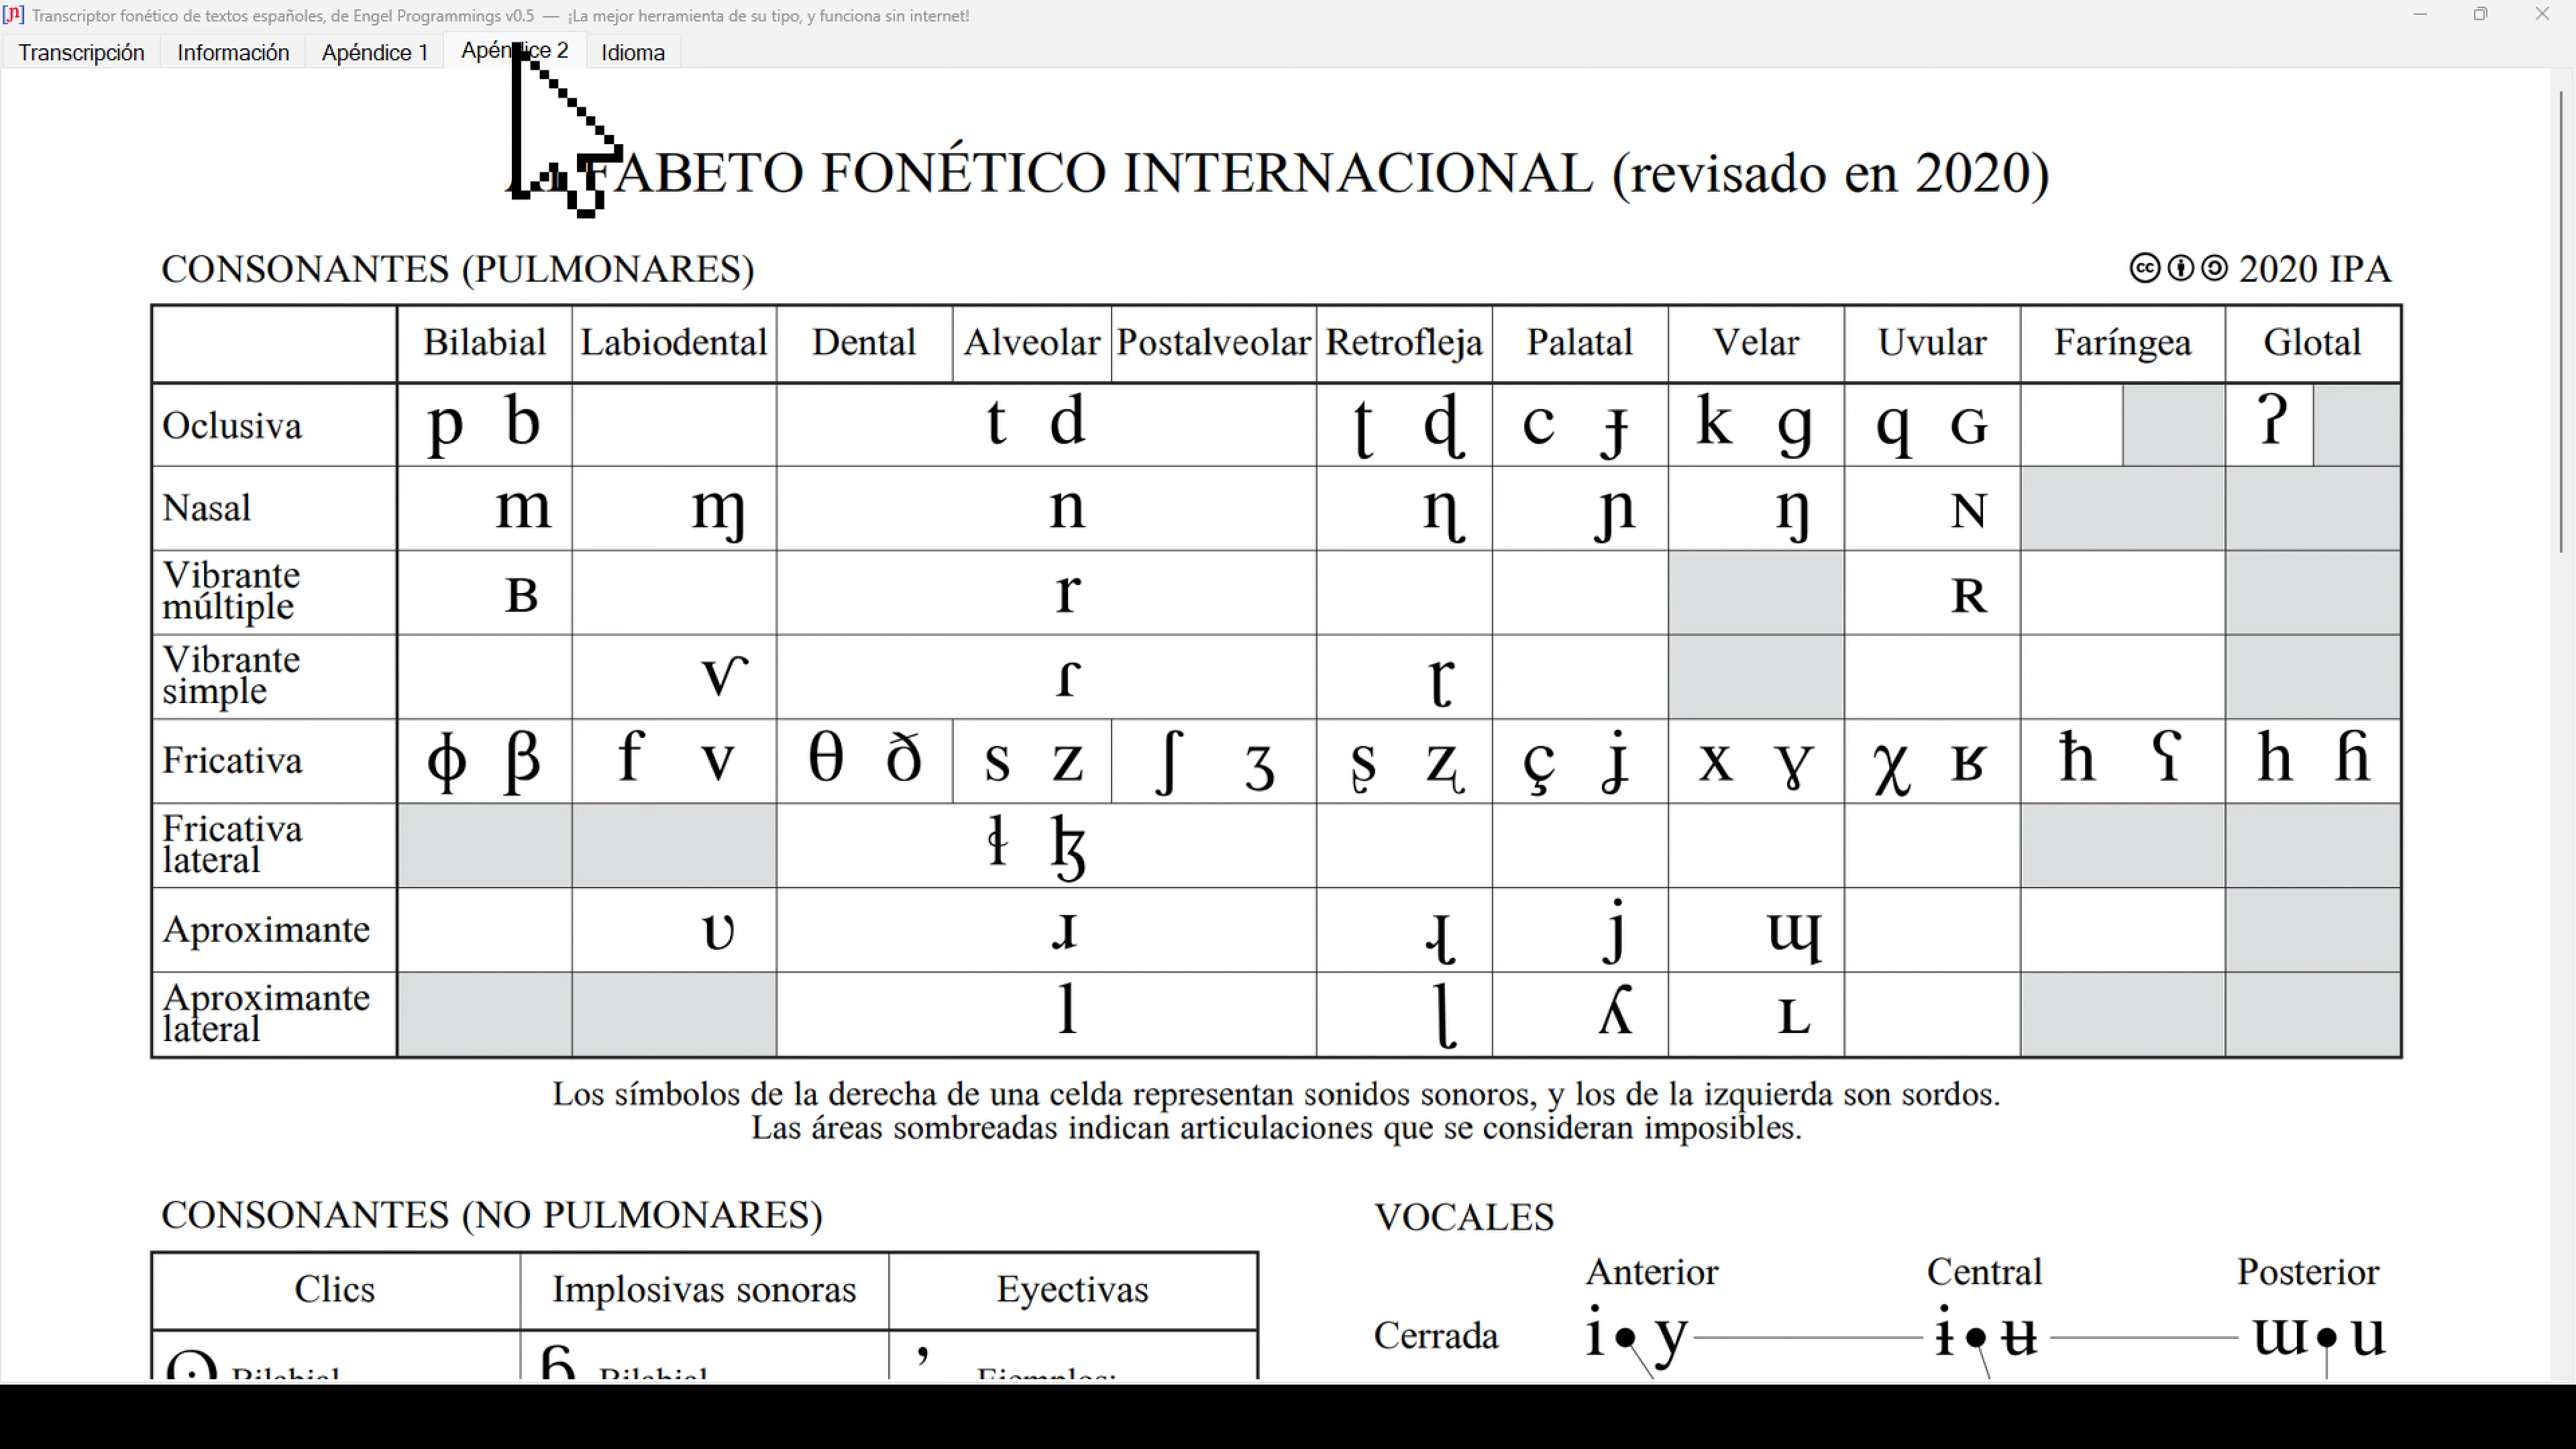 [ɲ] Transcriptor fonético de textos españoles, de Engel Programmings v0.5 — ¡La mejor herramienta de su tipo, y funciona sin internet!
Transcripción Información Apéndice 1 Apéndice 2 Idioma
ALFABETO FONÉTICO INTERNACIONAL (revisado en 2020)
CONSONANTES (PULMONARES) 2020 IPA
Bilabial Labiodental Dental Alveolar Postalveolar Retrofleja Palatal Velar Uvular Faríngea Glotal
Oclusiva p b t d ʈ ɖ c ɟ k ɡ q ɢ ʔ
Nasal m ɱ n ɳ ɲ ŋ ɴ
Vibrante múltiple ʙ r ʀ
Vibrante simple ⱱ ɾ ɽ
Fricativa ɸ β f v θ ð s z ʃ ʒ ʂ ʐ ç ʝ x ɣ χ ʁ ħ ʕ h ɦ
Fricativa lateral ɬ ɮ
Aproximante ʋ ɹ ɻ j ɰ
Aproximante lateral l ɭ ʎ ʟ
Los símbolos de la derecha de una celda representan sonidos sonoros, y los de la izquierda son sordos.
Las áreas sombreadas indican articulaciones que se consideran imposibles.
CONSONANTES (NO PULMONARES)
Clics Implosivas sonoras Eyectivas
ʘ Bilabial ɓ Bilabial ʼ Ejemplos:
VOCALES
Anterior Central Posterior
Cerrada i y ɨ ʉ ɯ u